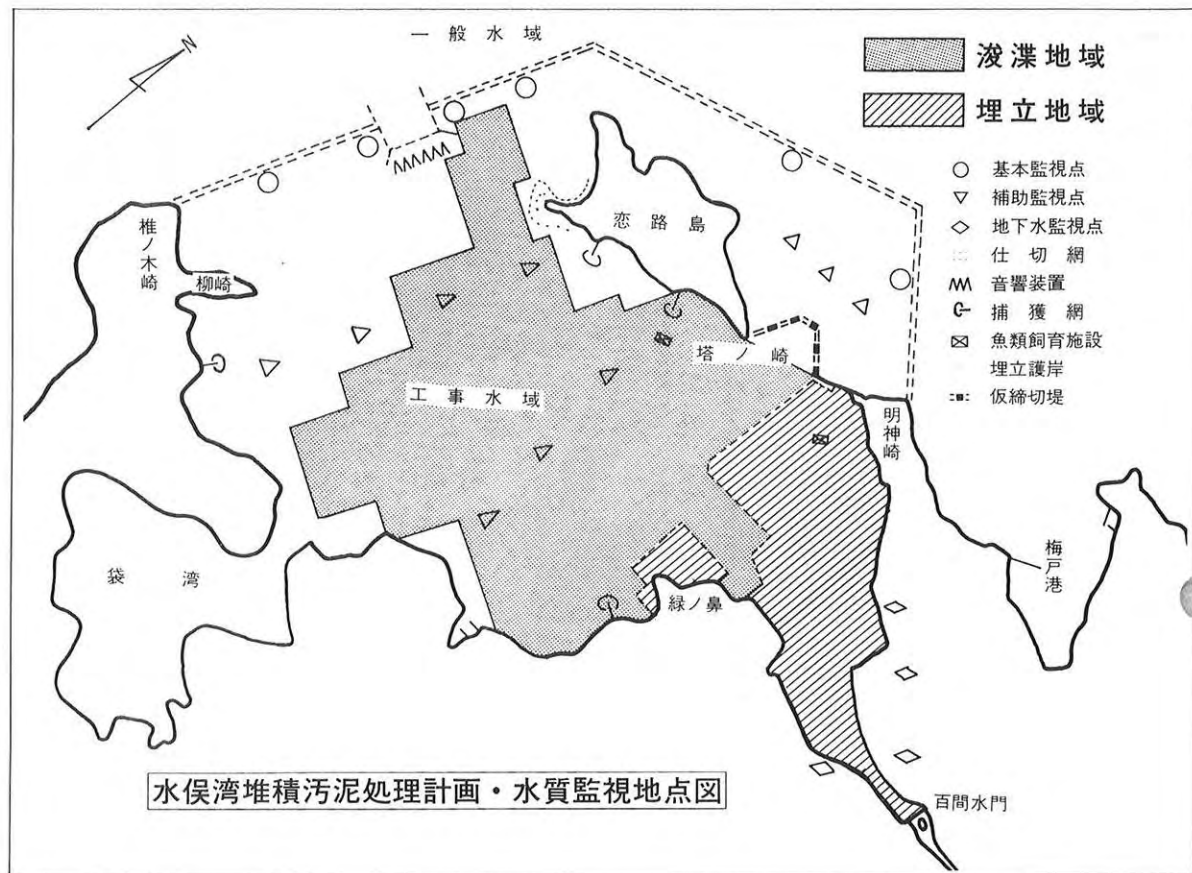 一般水域
N
浚渫地域
埋立地域
基本監視点
補助監視点
地下水監視点
仕切網
音響装置
捕獲網
魚類飼育施設
埋立護岸
仮締切堤
椎ノ木崎
柳崎
恋路島
塔ノ崎
工事水域
明神崎
梅戸港
袋湾
緑ノ鼻
百間水門
水俣湾堆積汚泥処理計画・水質監視地点図